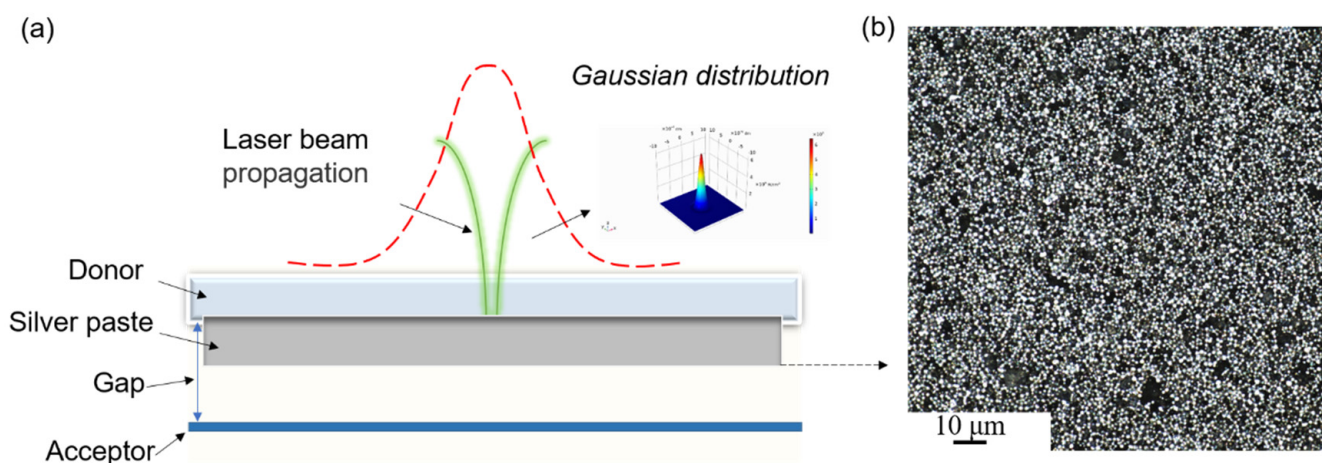 (a)
Gaussian distribution
Laser beam
propagation
Donor
Silver paste
Gap
Acceptor
(b)
10 μm